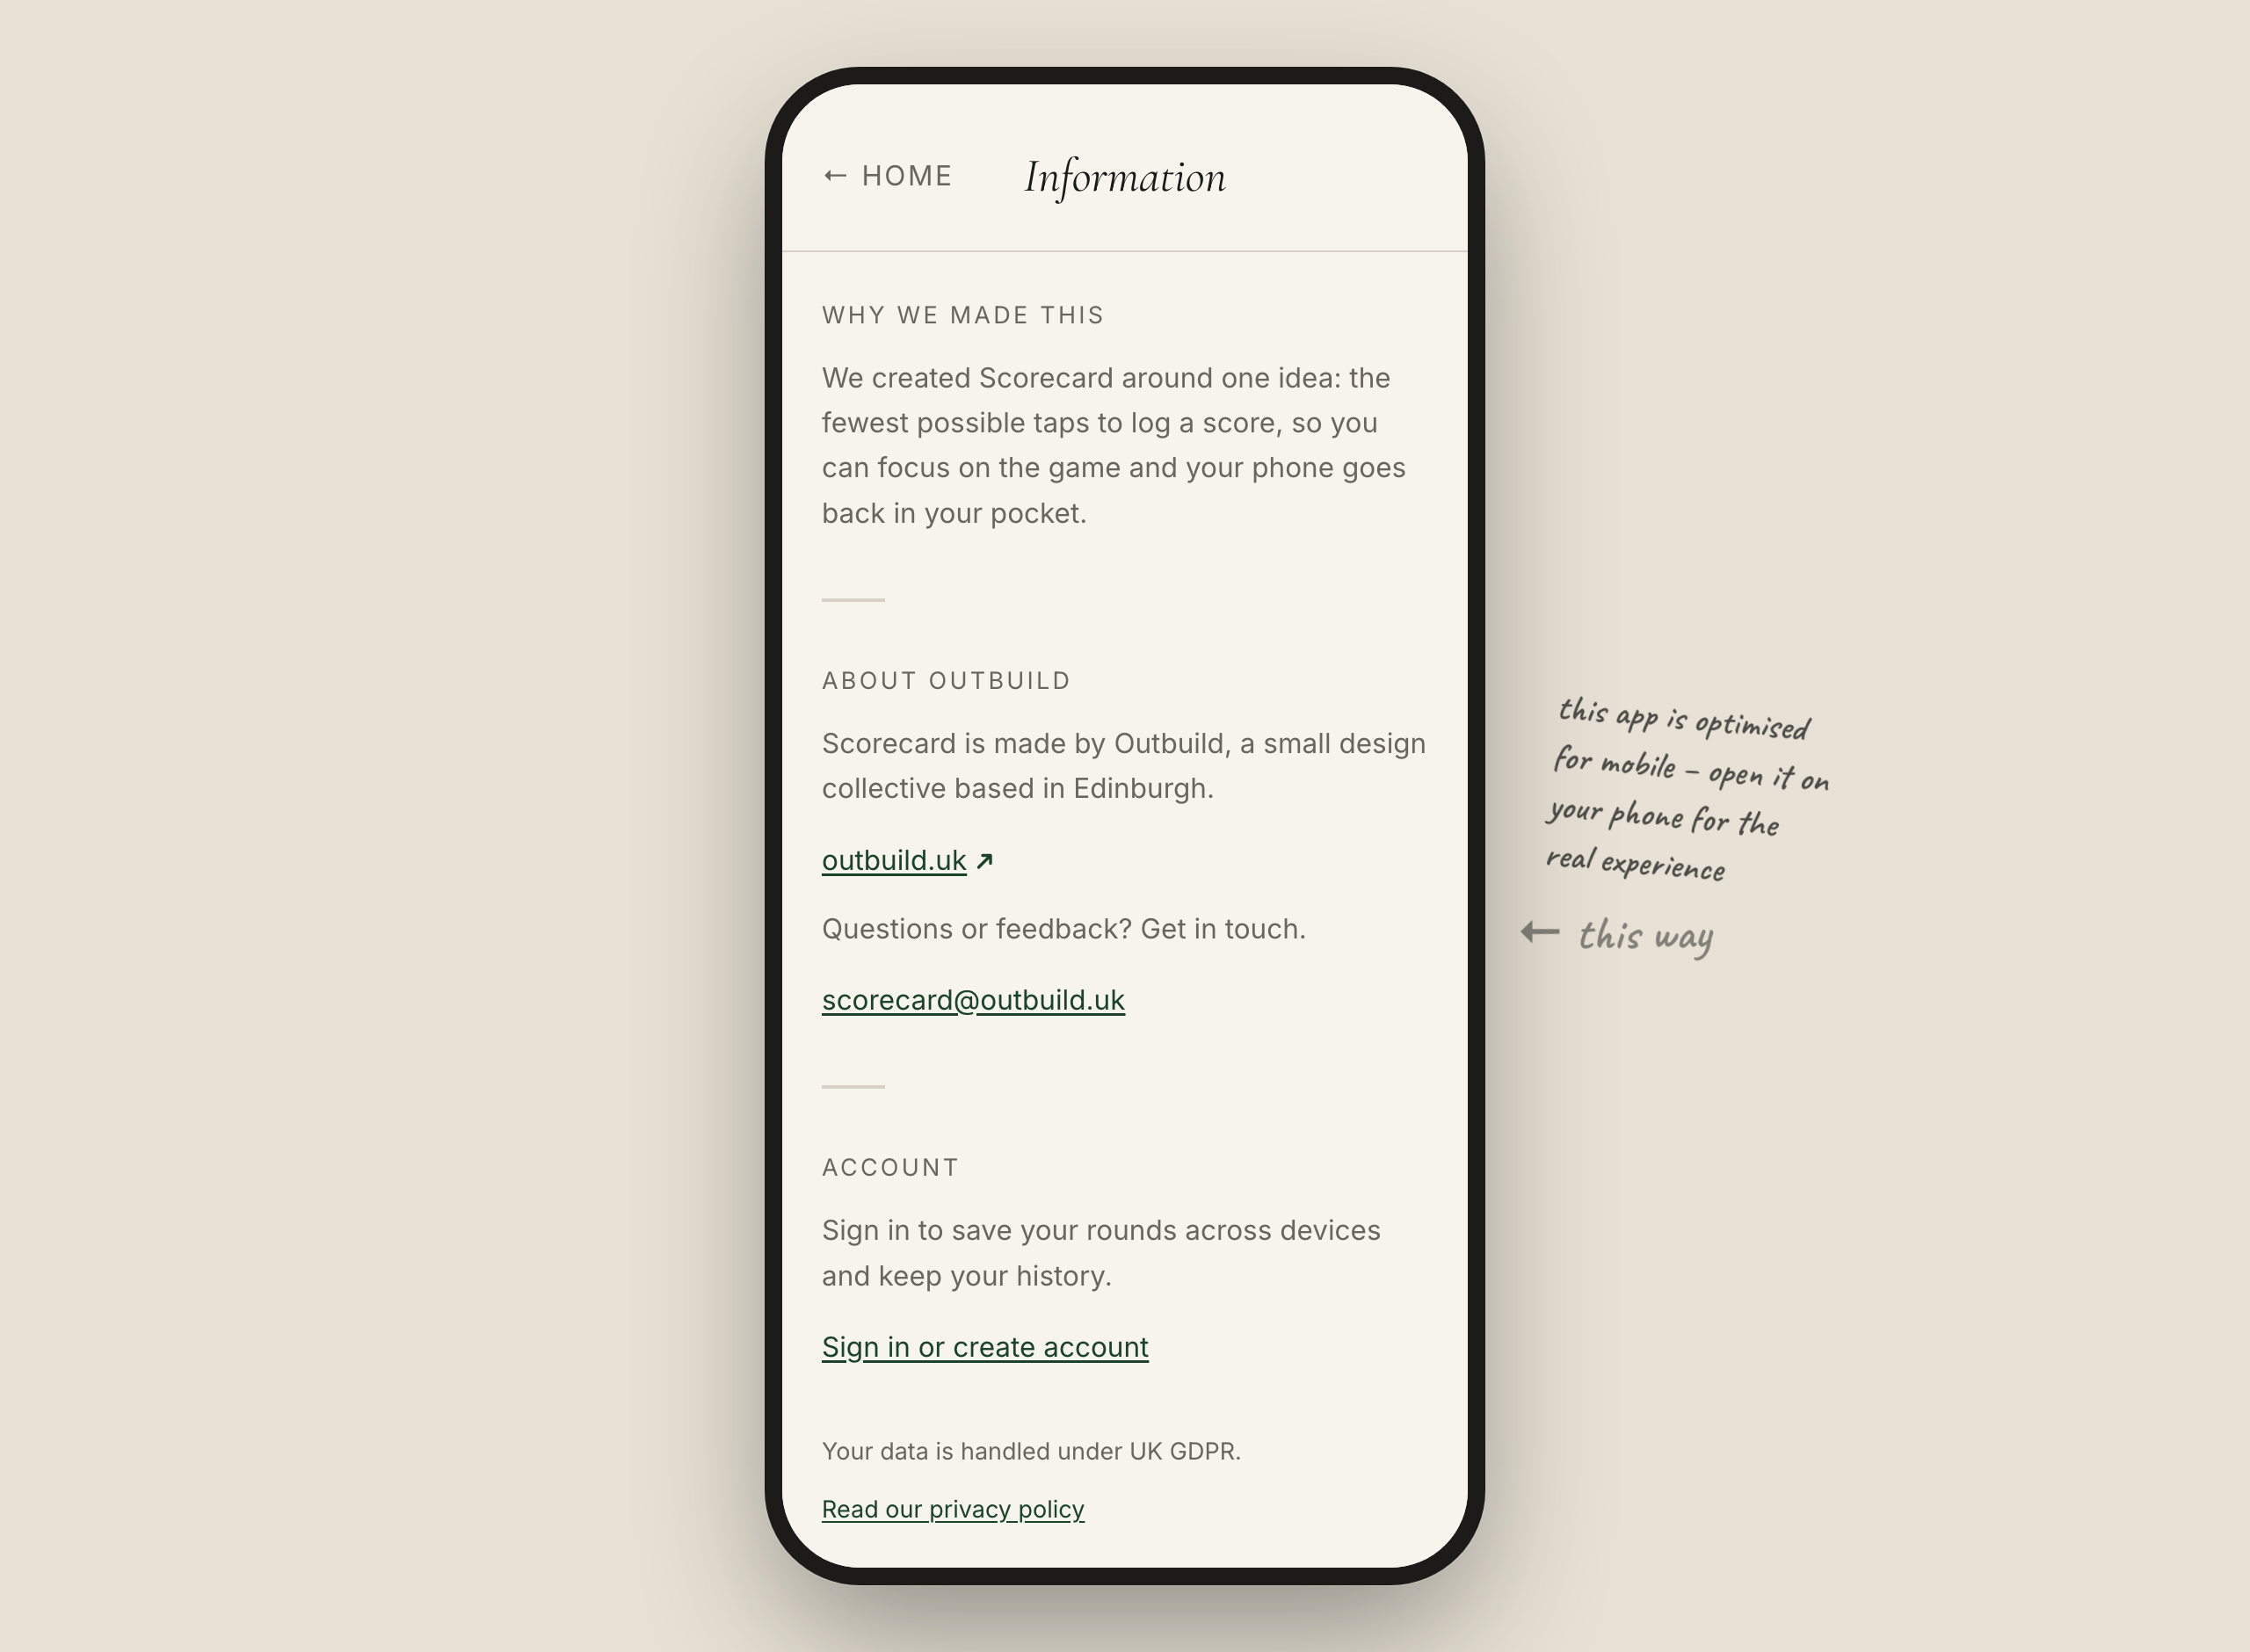 ← HOME
Information
WHY WE MADE THIS
We created Scorecard around one idea: the
fewest possible taps to log a score, so you
can focus on the game and your phone goes
back in your pocket.
ABOUT OUTBUILD
Scorecard is made by Outbuild, a small design
collective based in Edinburgh.
outbuild.uk ↗
Questions or feedback? Get in touch.
scorecard@outbuild.uk
ACCOUNT
Sign in to save your rounds across devices
and keep your history.
Sign in or create account
Your data is handled under UK GDPR.
Read our privacy policy
this app is optimised
for mobile – open it on
your phone for the
real experience
← this way